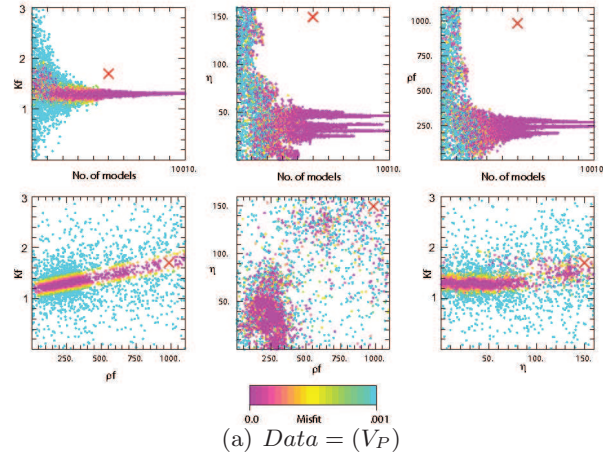 3
2
1
Kf
No. of models
10010.
150.
100.
50.
η
No. of models
10010.
1000.
750.
500.
250.
ρf
No. of models
10010.
3
2
1
KF
250.
500.
750.
1000.
ρf
150.
100.
50.
η
250.
500.
750.
1000.
ρf
3
2
1
KF
50.
100.
150.
η
0.0
Misfit
.001
(a) Data = (V_P)